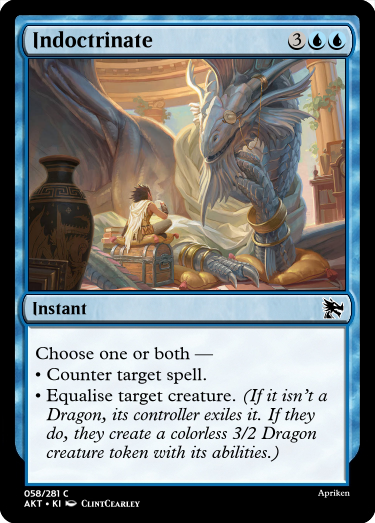 Indoctrinate 3
Instant
Choose one or both —
• Counter target spell.
• Equalise target creature. (If it isn't a
Dragon, its controller exiles it. If they
do, they create a colorless 3/2 Dragon
creature token with its abilities.)
058/281 C
AKT • KI ClintCearley
Apriken